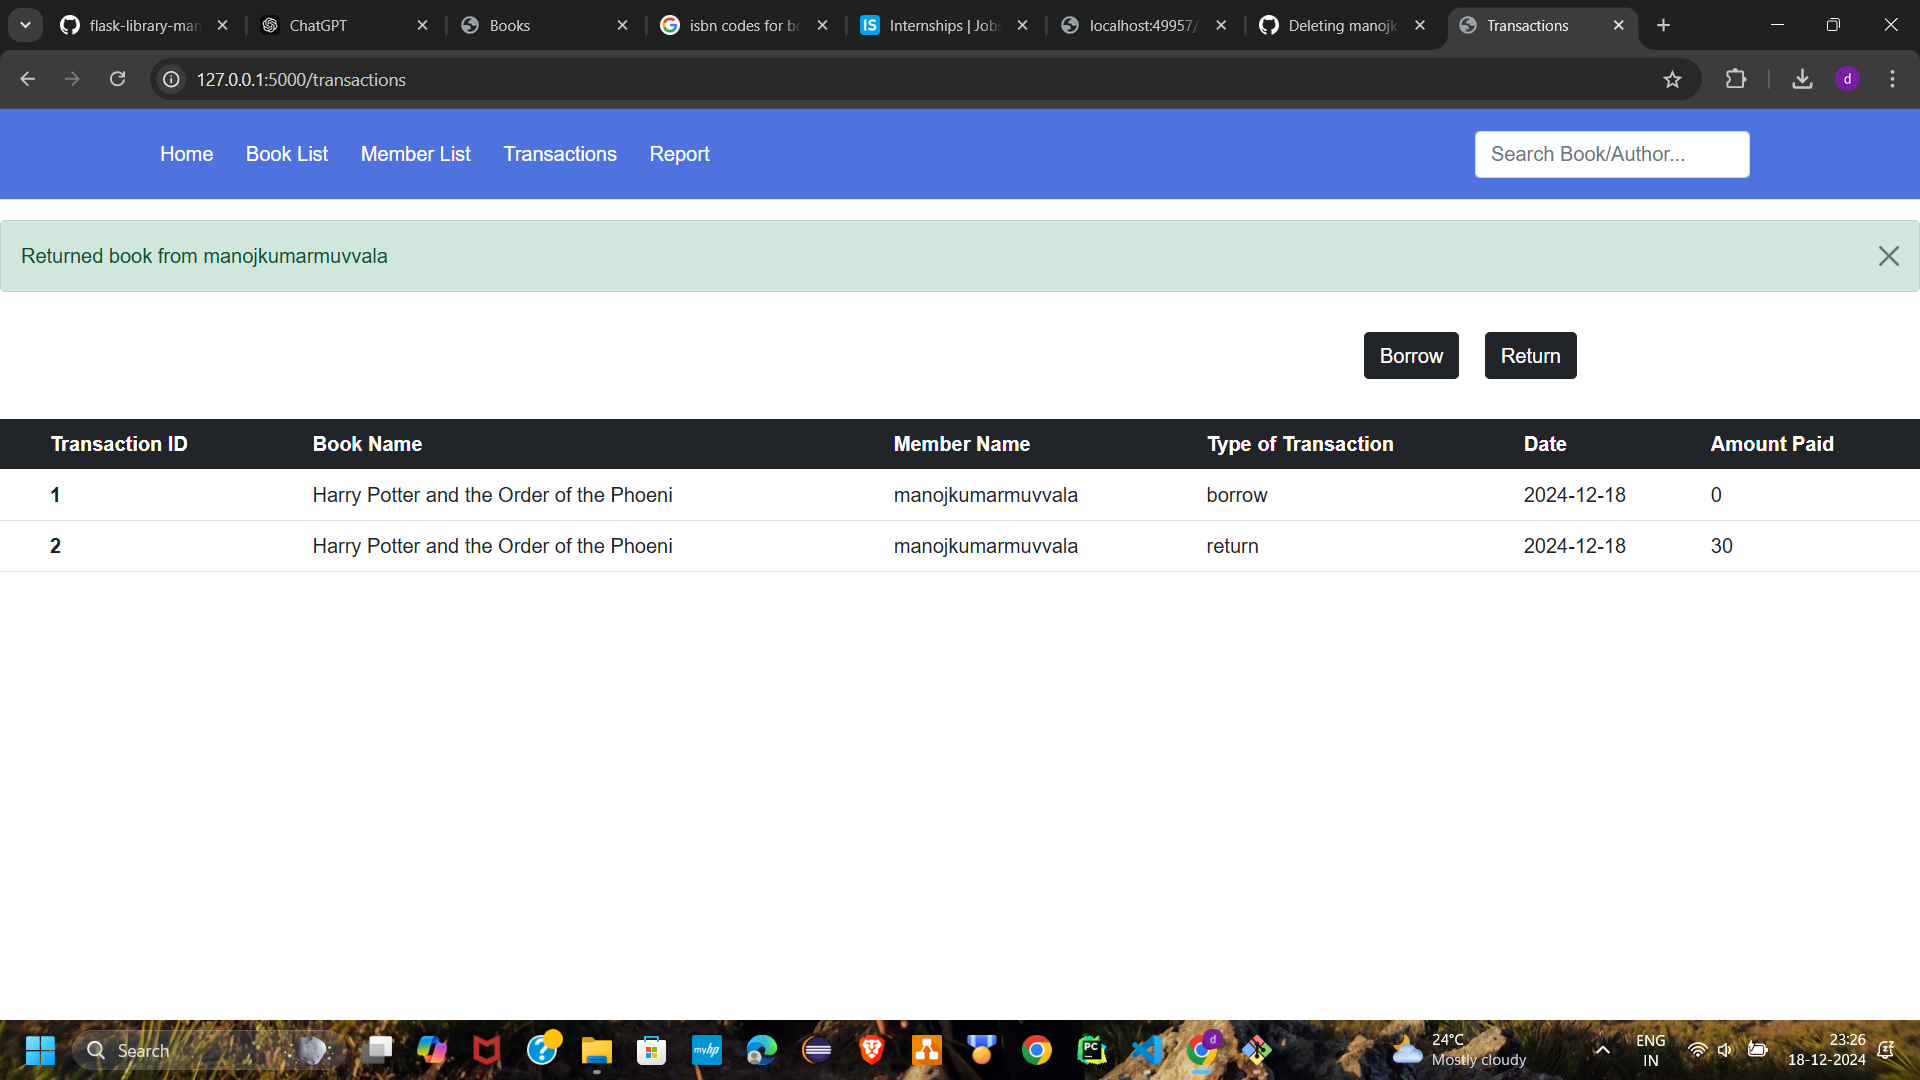 flask-library-man
ChatGPT
Books
isbn codes for bo
IS Internships | Jobs
localhost:49957/
Deleting manojk
Transactions
127.0.0.1:5000/transactions
d
Home Book List Member List Transactions Report
Search Book/Author...
Returned book from manojkumarmuvvala
Borrow Return
Transaction ID Book Name Member Name Type of Transaction Date Amount Paid
1 Harry Potter and the Order of the Phoeni manojkumarmuvvala borrow 2024-12-18 0
2 Harry Potter and the Order of the Phoeni manojkumarmuvvala return 2024-12-18 30
Search
myhp
PC
d
24°C
Mostly cloudy
ENG
IN
23:26
18-12-2024